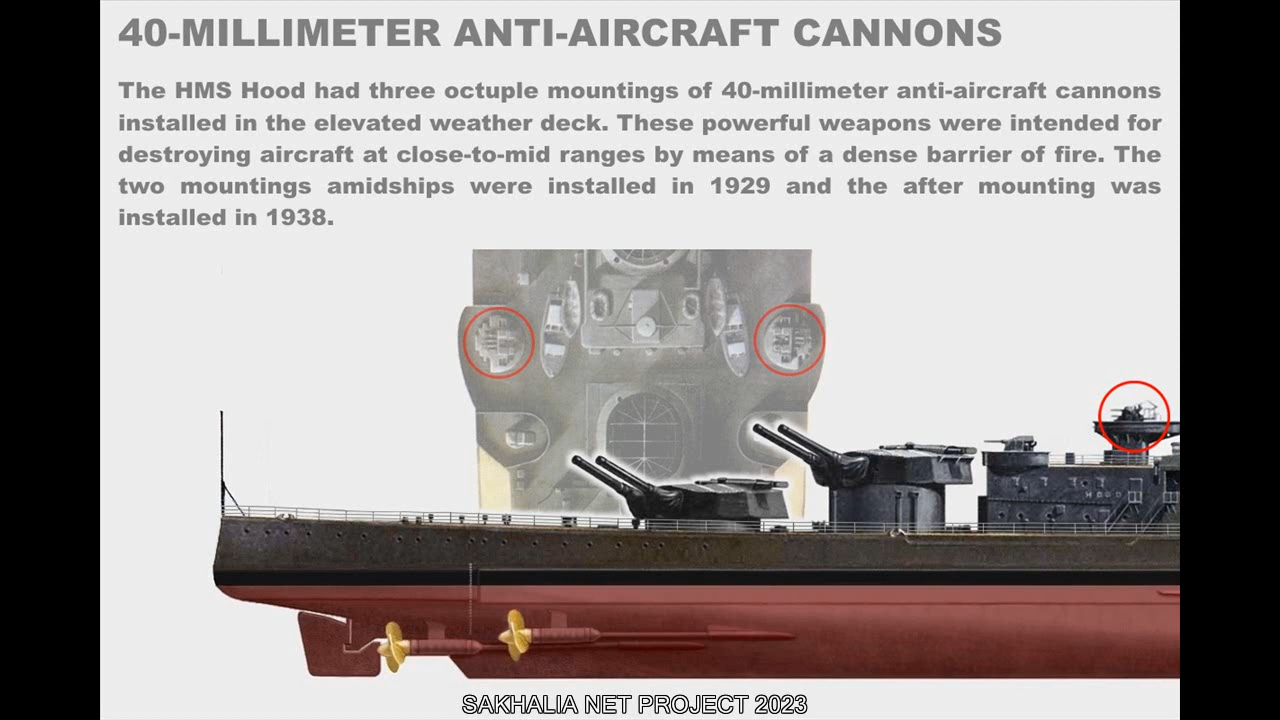 40-MILLIMETER ANTI-AIRCRAFT CANNONS
The HMS Hood had three octuple mountings of 40-millimeter anti-aircraft cannons
installed in the elevated weather deck. These powerful weapons were intended for
destroying aircraft at close-to-mid ranges by means of a dense barrier of fire. The
two mountings amidships were installed in 1929 and the after mounting was
installed in 1938.
HOOD
SAKHALIA NET PROJECT 2023